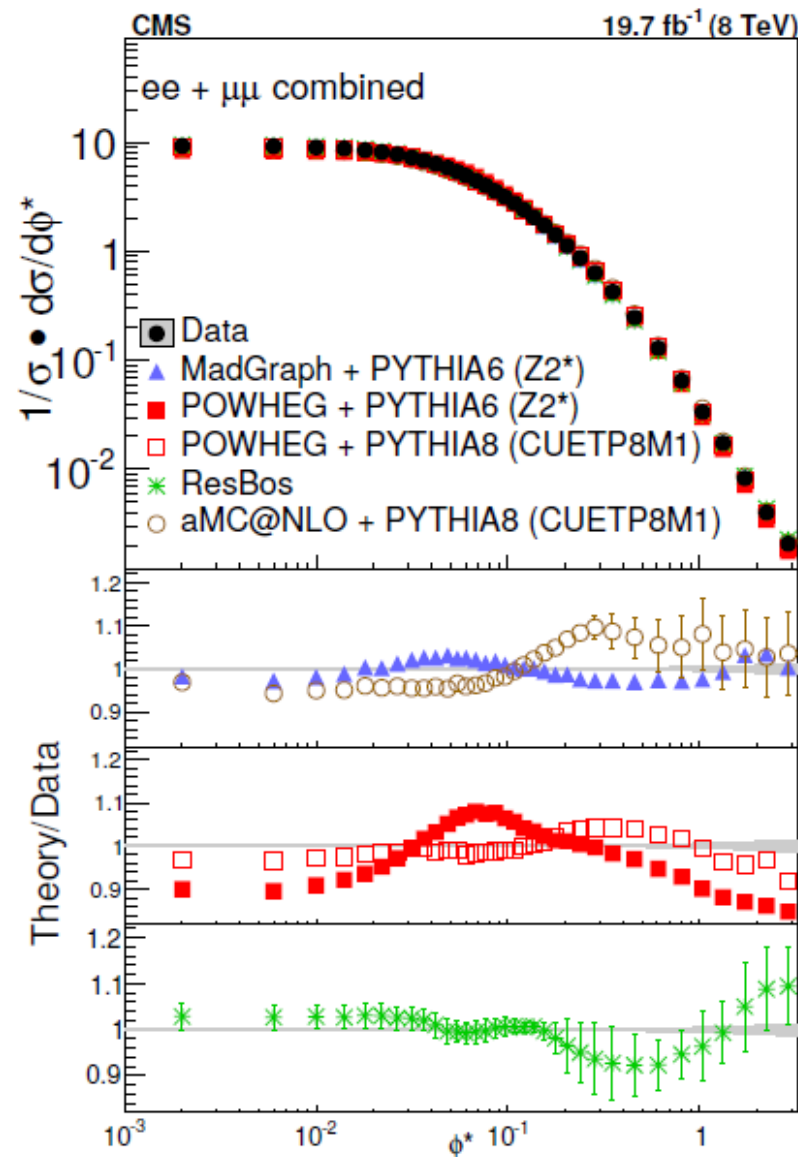 CMS 19.7 fb⁻¹ (8 TeV)
ee + μμ combined
10
1
10⁻¹
10⁻²
1/σ • dσ/dϕ*
Data
MadGraph + PYTHIA6 (Z2*)
POWHEG + PYTHIA6 (Z2*)
POWHEG + PYTHIA8 (CUETP8M1)
ResBos
aMC@NLO + PYTHIA8 (CUETP8M1)
Theory/Data
1.2
1.1
1
0.9
1.2
1.1
1
0.9
1.2
1.1
1
0.9
10⁻³ 10⁻² ϕ* 10⁻¹ 1